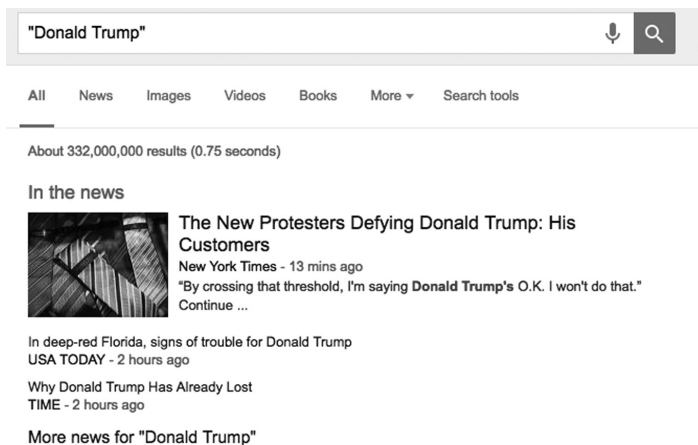 "Donald Trump"
All News Images Videos Books More Search tools
About 332,000,000 results (0.75 seconds)
In the news
The New Protesters Defying Donald Trump: His
Customers
New York Times - 13 mins ago
“By crossing that threshold, I'm saying Donald Trump's O.K. I won't do that.”
Continue ...
In deep-red Florida, signs of trouble for Donald Trump
USA TODAY - 2 hours ago
Why Donald Trump Has Already Lost
TIME - 2 hours ago
More news for "Donald Trump"